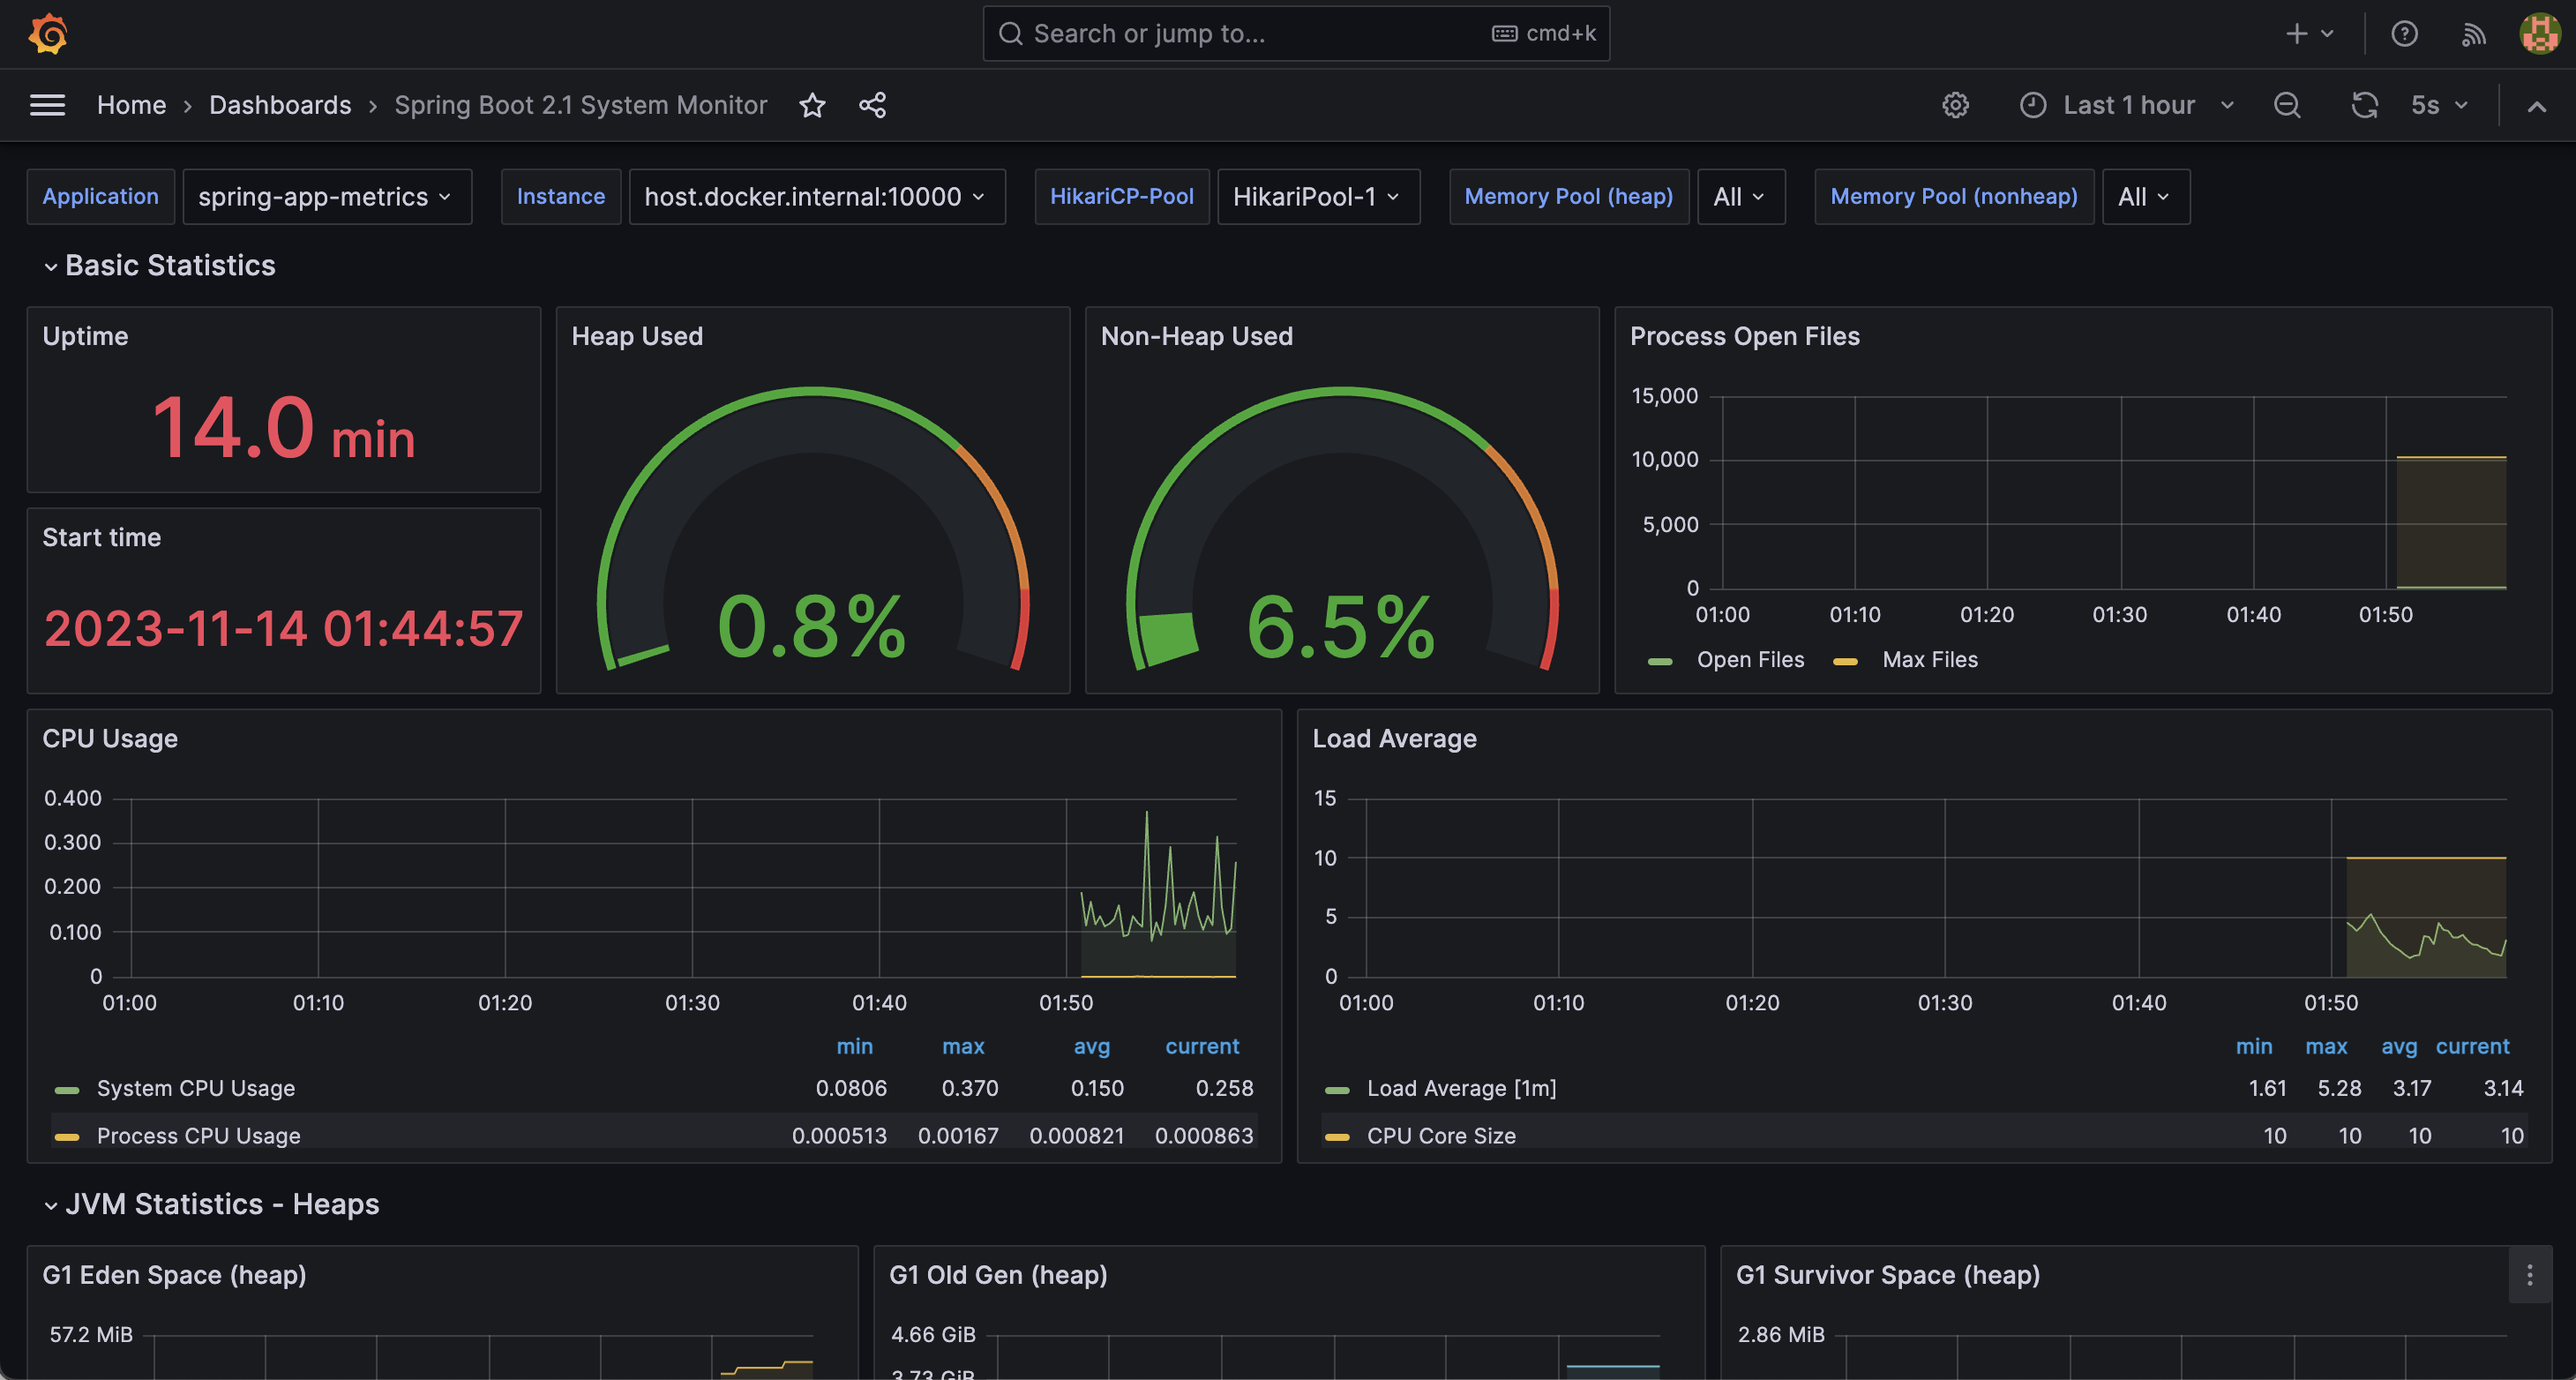 Search or jump to... cmd+k
Home › Dashboards › Spring Boot 2.1 System Monitor Last 1 hour 5s
Application spring-app-metrics Instance host.docker.internal:10000 HikariCP-Pool HikariPool-1 Memory Pool (heap) All Memory Pool (nonheap) All
Basic Statistics
Uptime
14.0 min
Start time
2023-11-14 01:44:57
Heap Used
0.8%
Non-Heap Used
6.5%
Process Open Files
15,000
10,000
5,000
0
01:00 01:10 01:20 01:30 01:40 01:50
Open Files Max Files
CPU Usage
0.400
0.300
0.200
0.100
0
01:00 01:10 01:20 01:30 01:40 01:50
min max avg current
System CPU Usage 0.0806 0.370 0.150 0.258
Process CPU Usage 0.000513 0.00167 0.000821 0.000863
Load Average
15
10
5
0
01:00 01:10 01:20 01:30 01:40 01:50
min max avg current
Load Average [1m] 1.61 5.28 3.17 3.14
CPU Core Size 10 10 10 10
JVM Statistics - Heaps
G1 Eden Space (heap)
57.2 MiB
G1 Old Gen (heap)
4.66 GiB
3.73 GiB
G1 Survivor Space (heap)
2.86 MiB